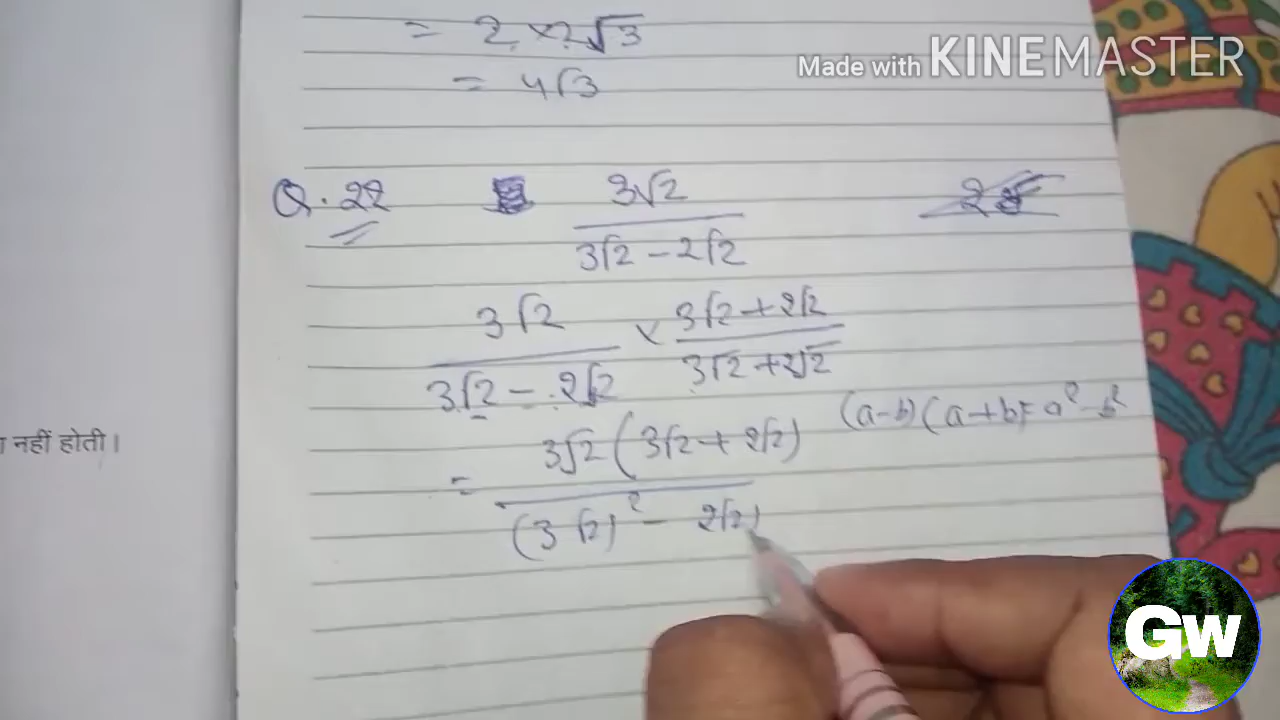 = 2 × 2√3
Made with KINEMASTER
= 4√3
Q. 22 3√2 / 3√2 − 2√2
3√2 / 3√2 − 2√2 × 3√2 + 2√2 / 3√2 + 2√2
(a−b)(a+b)= a² − b²
= 3√2 (3√2 + 2√2) / (3√2)² − 2√2)
नहीं होती।
GW